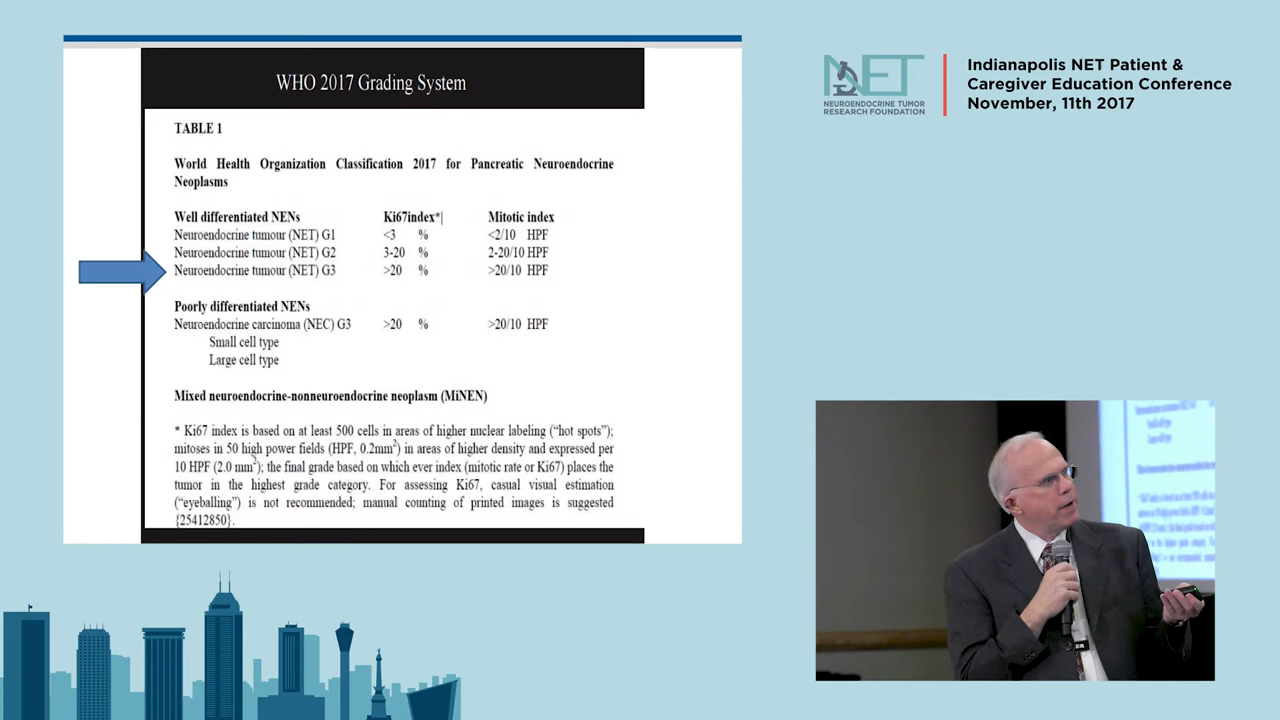 WHO 2017 Grading System
TABLE 1
World Health Organization Classification 2017 for Pancreatic Neuroendocrine
Neoplasms
Well differentiated NENs Ki67index*| Mitotic index
Neuroendocrine tumour (NET) G1 <3 % <2/10 HPF
Neuroendocrine tumour (NET) G2 3-20 % 2-20/10 HPF
Neuroendocrine tumour (NET) G3 >20 % >20/10 HPF
Poorly differentiated NENs
Neuroendocrine carcinoma (NEC) G3 >20 % >20/10 HPF
Small cell type
Large cell type
Mixed neuroendocrine-nonneuroendocrine neoplasm (MiNEN)
* Ki67 index is based on at least 500 cells in areas of higher nuclear labeling (“hot spots”);
mitoses in 50 high power fields (HPF, 0.2mm2) in areas of higher density and expressed per
10 HPF (2.0 mm2); the final grade based on which ever index (mitotic rate or Ki67) places the
tumor in the highest grade category. For assessing Ki67, casual visual estimation
(“eyeballing”) is not recommended; manual counting of printed images is suggested
{25412850}.
NET
NEUROENDOCRINE TUMOR
RESEARCH FOUNDATION
Indianapolis NET Patient &
Caregiver Education Conference
November, 11th 2017